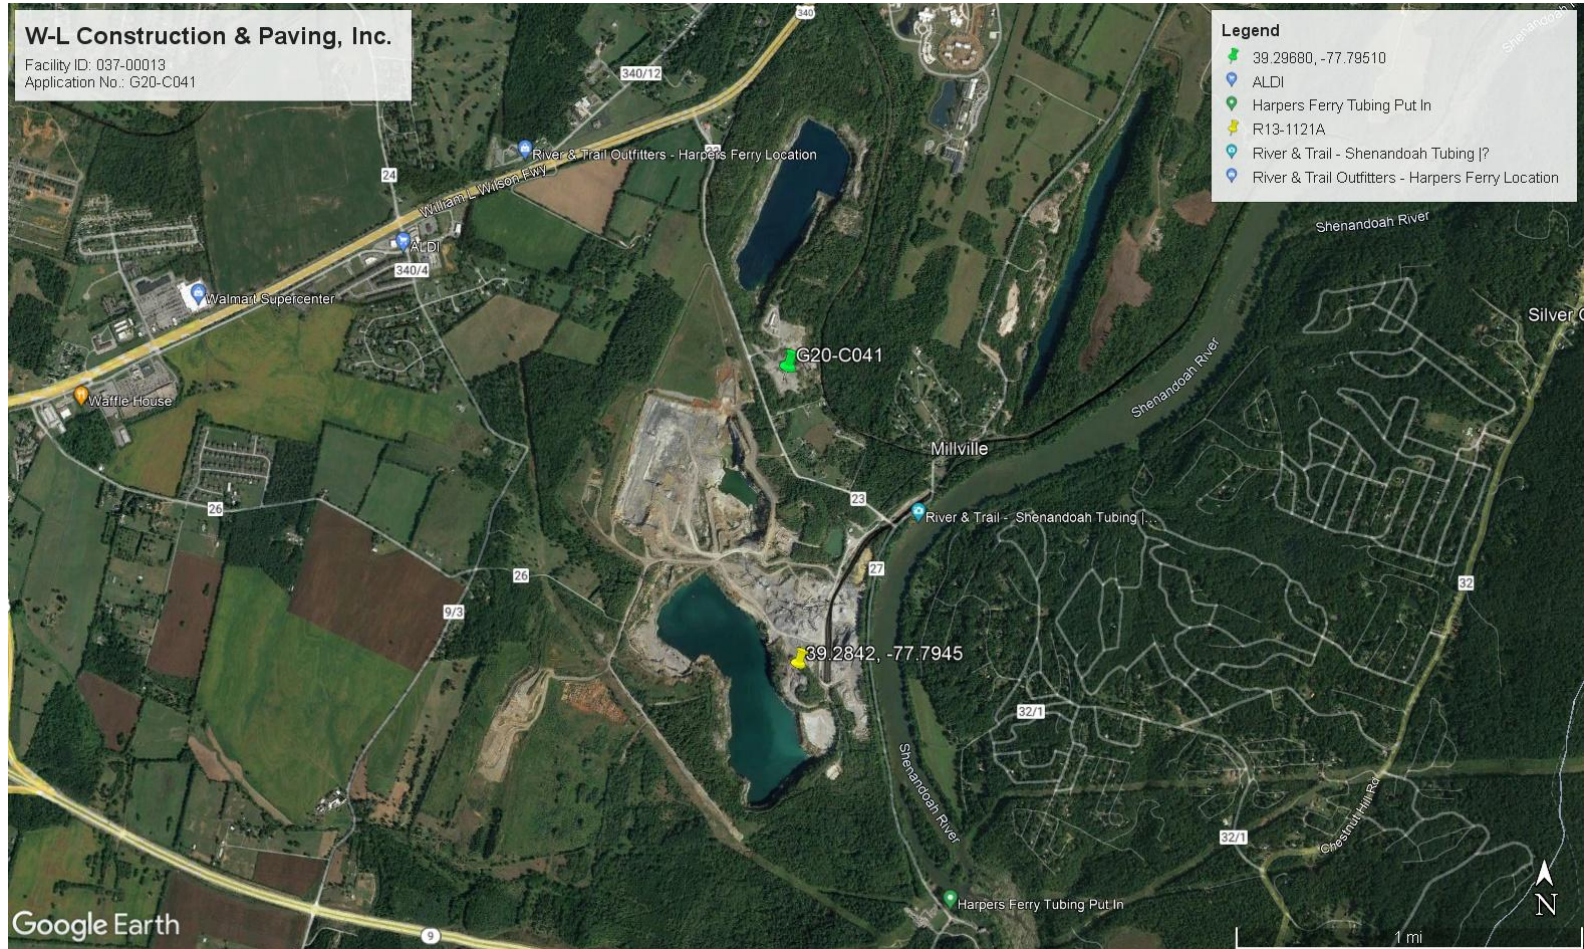 W-L Construction & Paving, Inc.
Facility ID: 037-00013
Application No.: G20-C041
Legend
39.29680, -77.79510
ALDI
Harpers Ferry Tubing Put In
R13-1121A
River & Trail - Shenandoah Tubing |?
River & Trail Outfitters - Harpers Ferry Location
340
340/12
River & Trail Outfitters - Harpers Ferry Location
24
William L Wilson Fwy
Shenandoah River
ALDI
340/4
Walmart Supercenter
Silver
G20-C041
Shenandoah River
Waffle House
Millville
23
26
River & Trail - Shenandoah Tubing |...
27
26
32
9/3
39.2842, -77.7945
32/1
Shenandoah River
32/1
Chestnut Hill Rd
Harpers Ferry Tubing Put In
N
Google Earth
9
1 mi